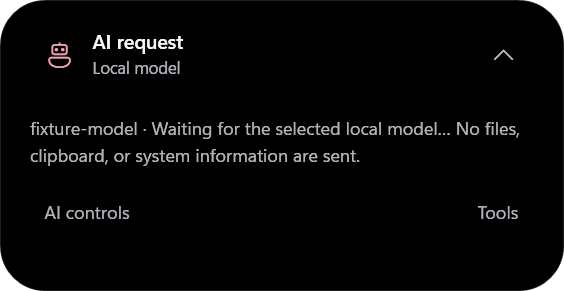 AI request
Local model
fixture-model · Waiting for the selected local model... No files,
clipboard, or system information are sent.
AI controls
Tools